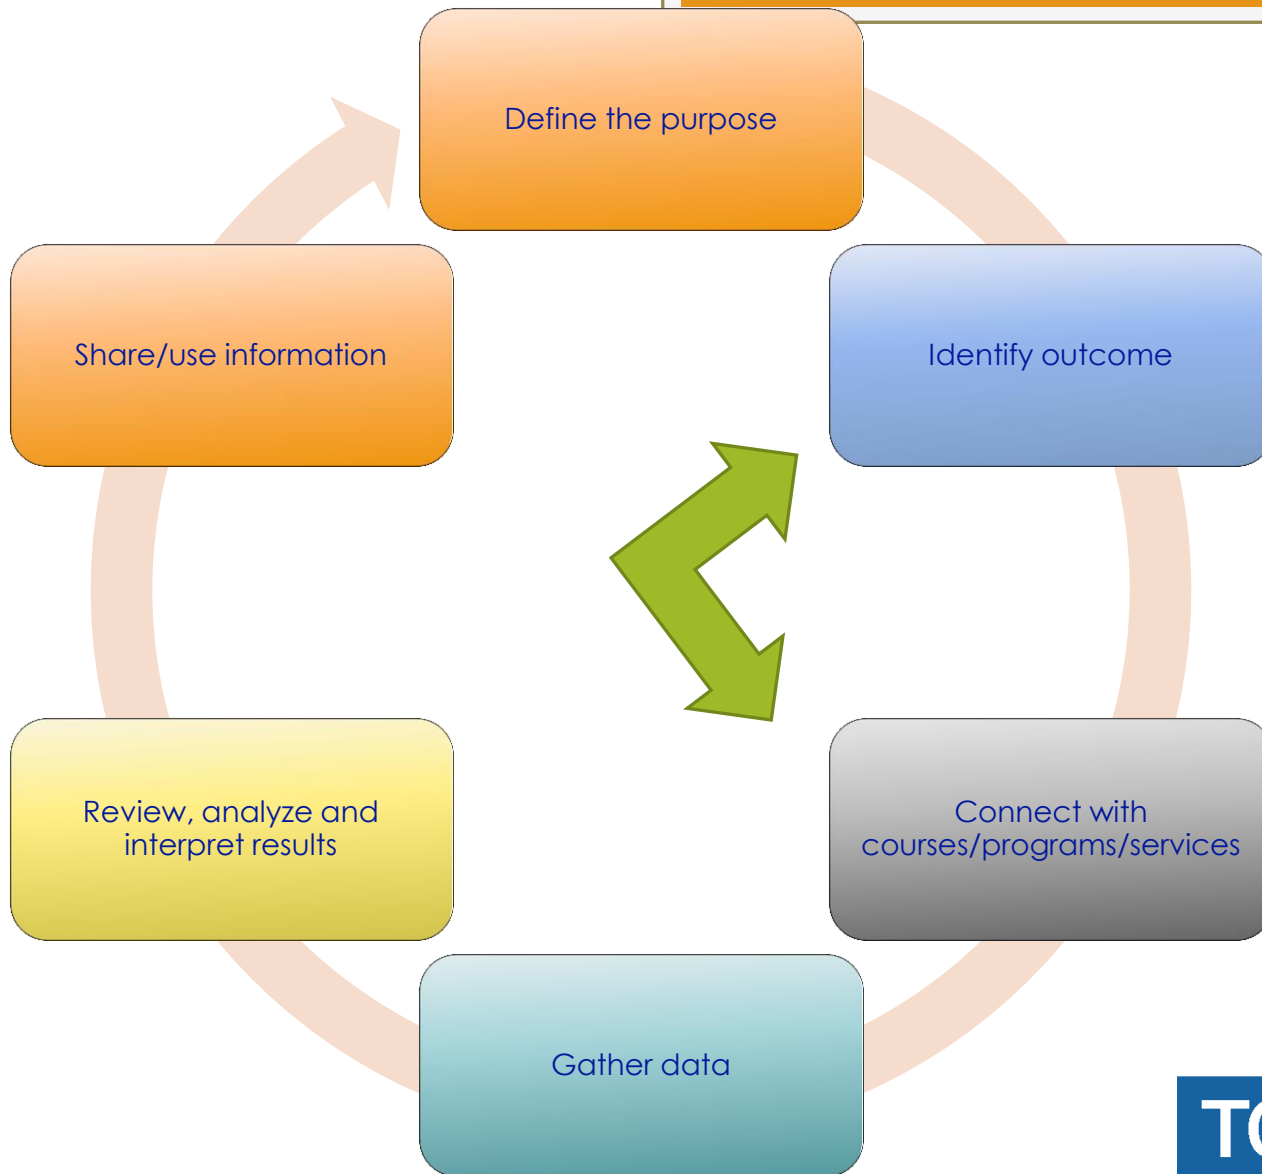 Define the purpose
Identify outcome
Connect with
courses/programs/services
Gather data
Review, analyze and
interpret results
Share/use information